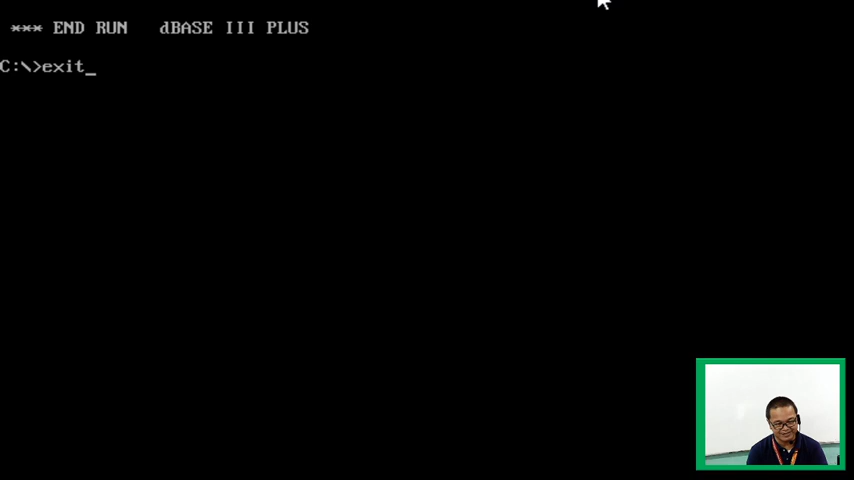 *** END RUN   dBASE III PLUS
C:\>exit_